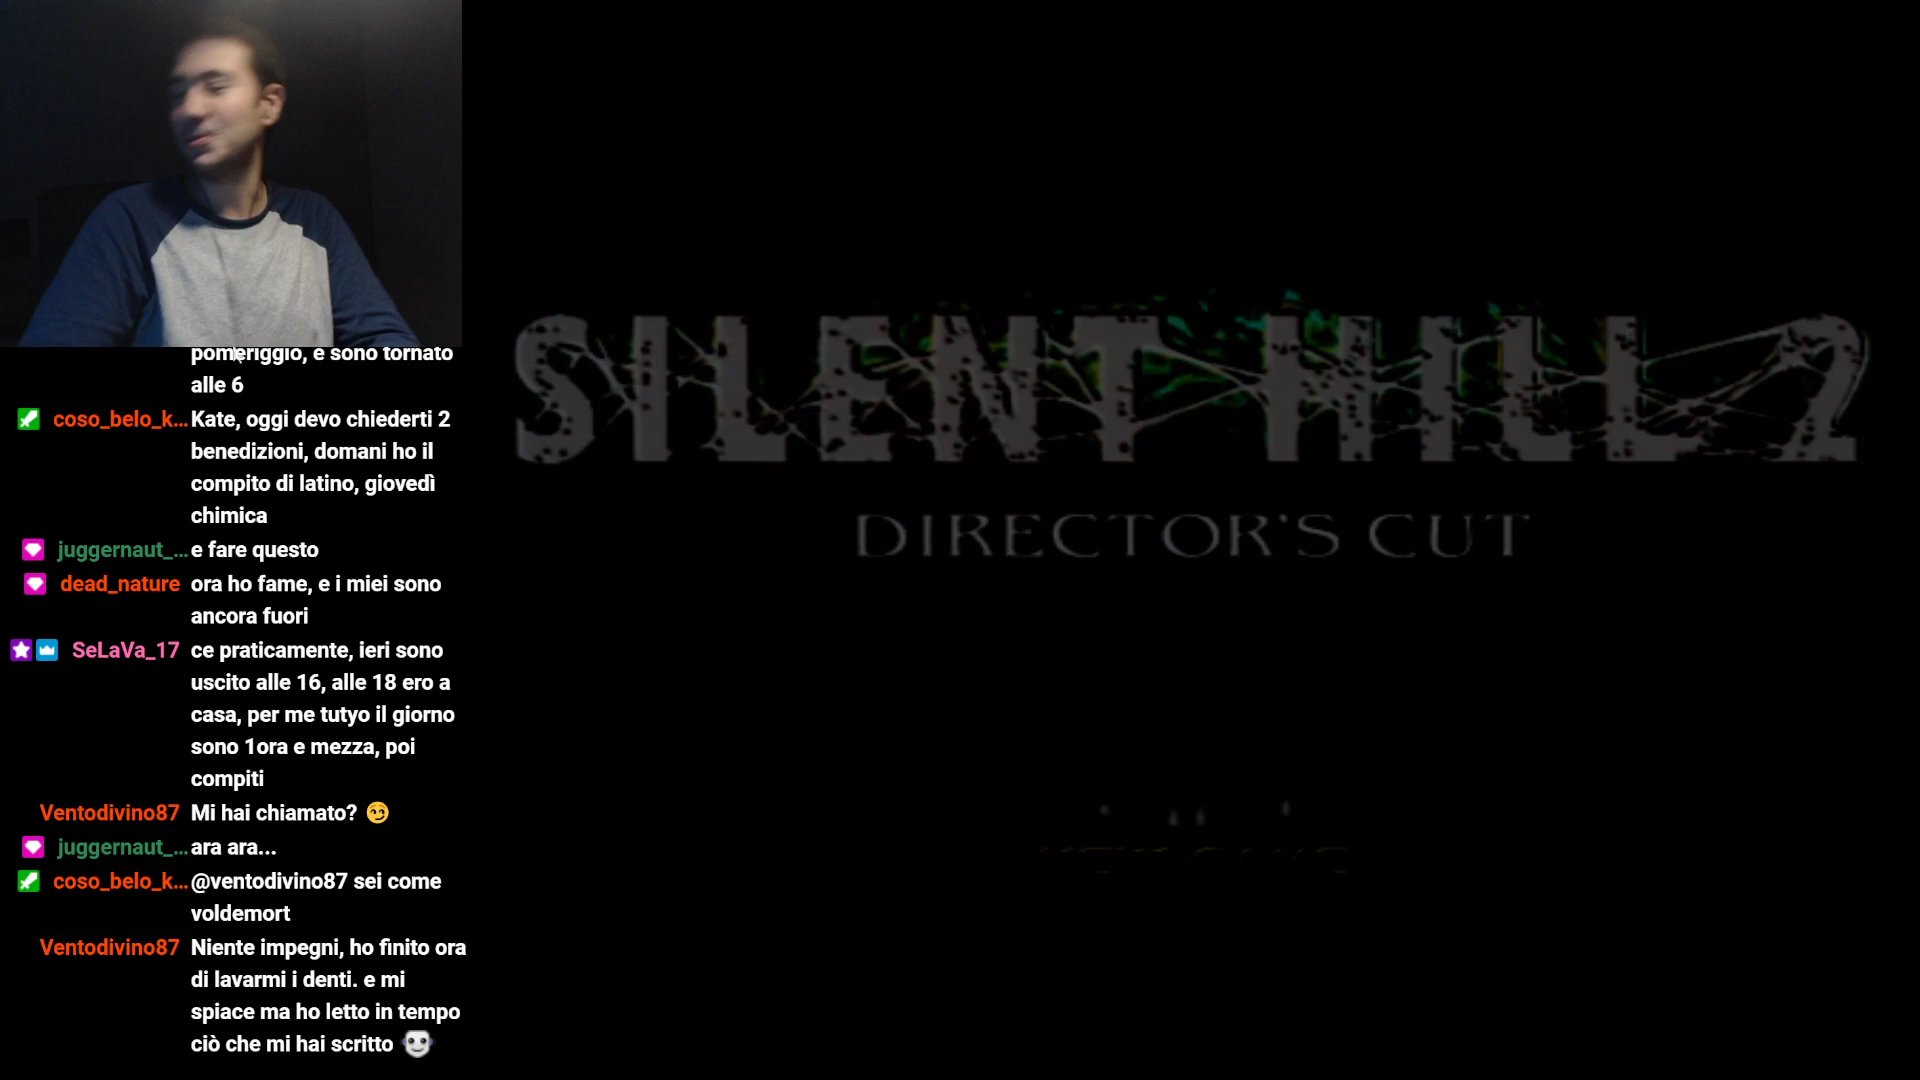 pomeriggio, e sono tornato
alle 6
coso_belo_k... Kate, oggi devo chiederti 2
benedizioni, domani ho il
compito di latino, giovedì
chimica
juggernaut_... e fare questo
dead_nature ora ho fame, e i miei sono
ancora fuori
SeLaVa_17 ce praticamente, ieri sono
uscito alle 16, alle 18 ero a
casa, per me tutyo il giorno
sono 1ora e mezza, poi
compiti
Ventodivino87 Mi hai chiamato? 😏
juggernaut_... ara ara...
coso_belo_k... @ventodivino87 sei come
voldemort
Ventodivino87 Niente impegni, ho finito ora
di lavarmi i denti. e mi
spiace ma ho letto in tempo
ciò che mi hai scritto
SILENT HILL 2
DIRECTOR'S CUT